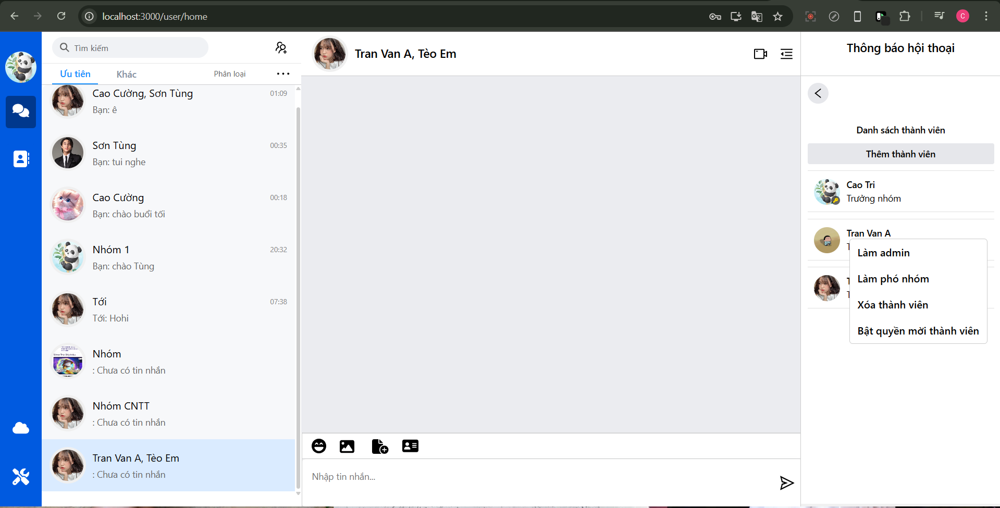 localhost:3000/user/home
C
Tìm kiếm
Ưu tiên
Khác
Phân loại
Cao Cường, Sơn Tùng
01:09
Bạn: ê
Sơn Tùng
00:35
Bạn: tui nghe
Cao Cường
00:18
Bạn: chào buổi tối
Nhóm 1
20:32
Bạn: chào Tùng
Tới
07:38
Tới: Hohi
Nhóm
: Chưa có tin nhắn
Nhóm CNTT
: Chưa có tin nhắn
Tran Van A, Tèo Em
: Chưa có tin nhắn
Tran Van A, Tèo Em
Nhập tin nhắn...
Thông báo hội thoại
Danh sách thành viên
Thêm thành viên
Cao Tri
Trưởng nhóm
Tran Van A
Làm admin
Làm phó nhóm
Xóa thành viên
Bật quyền mời thành viên